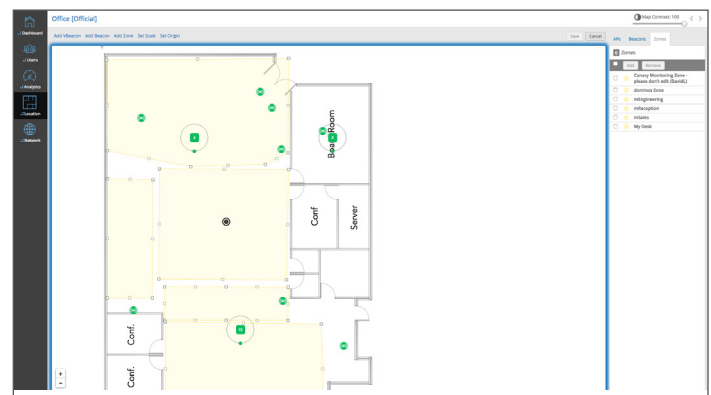 Office [Official]
Map Contrast: 100
Add VBeacon Add Beacon Add Zone Set Scale Set Origin
Save Cancel
Dashboard
Users
Analytics
Location
Network
APs Beacons Zones
Zones
Add Remove
Canary Monitoring Zone -
please don't edit (DavidL)
dominos Zone
mEngineering
mReception
mSales
My Desk
Board Room
Conf
Server
Conf.
Conf.
+
-